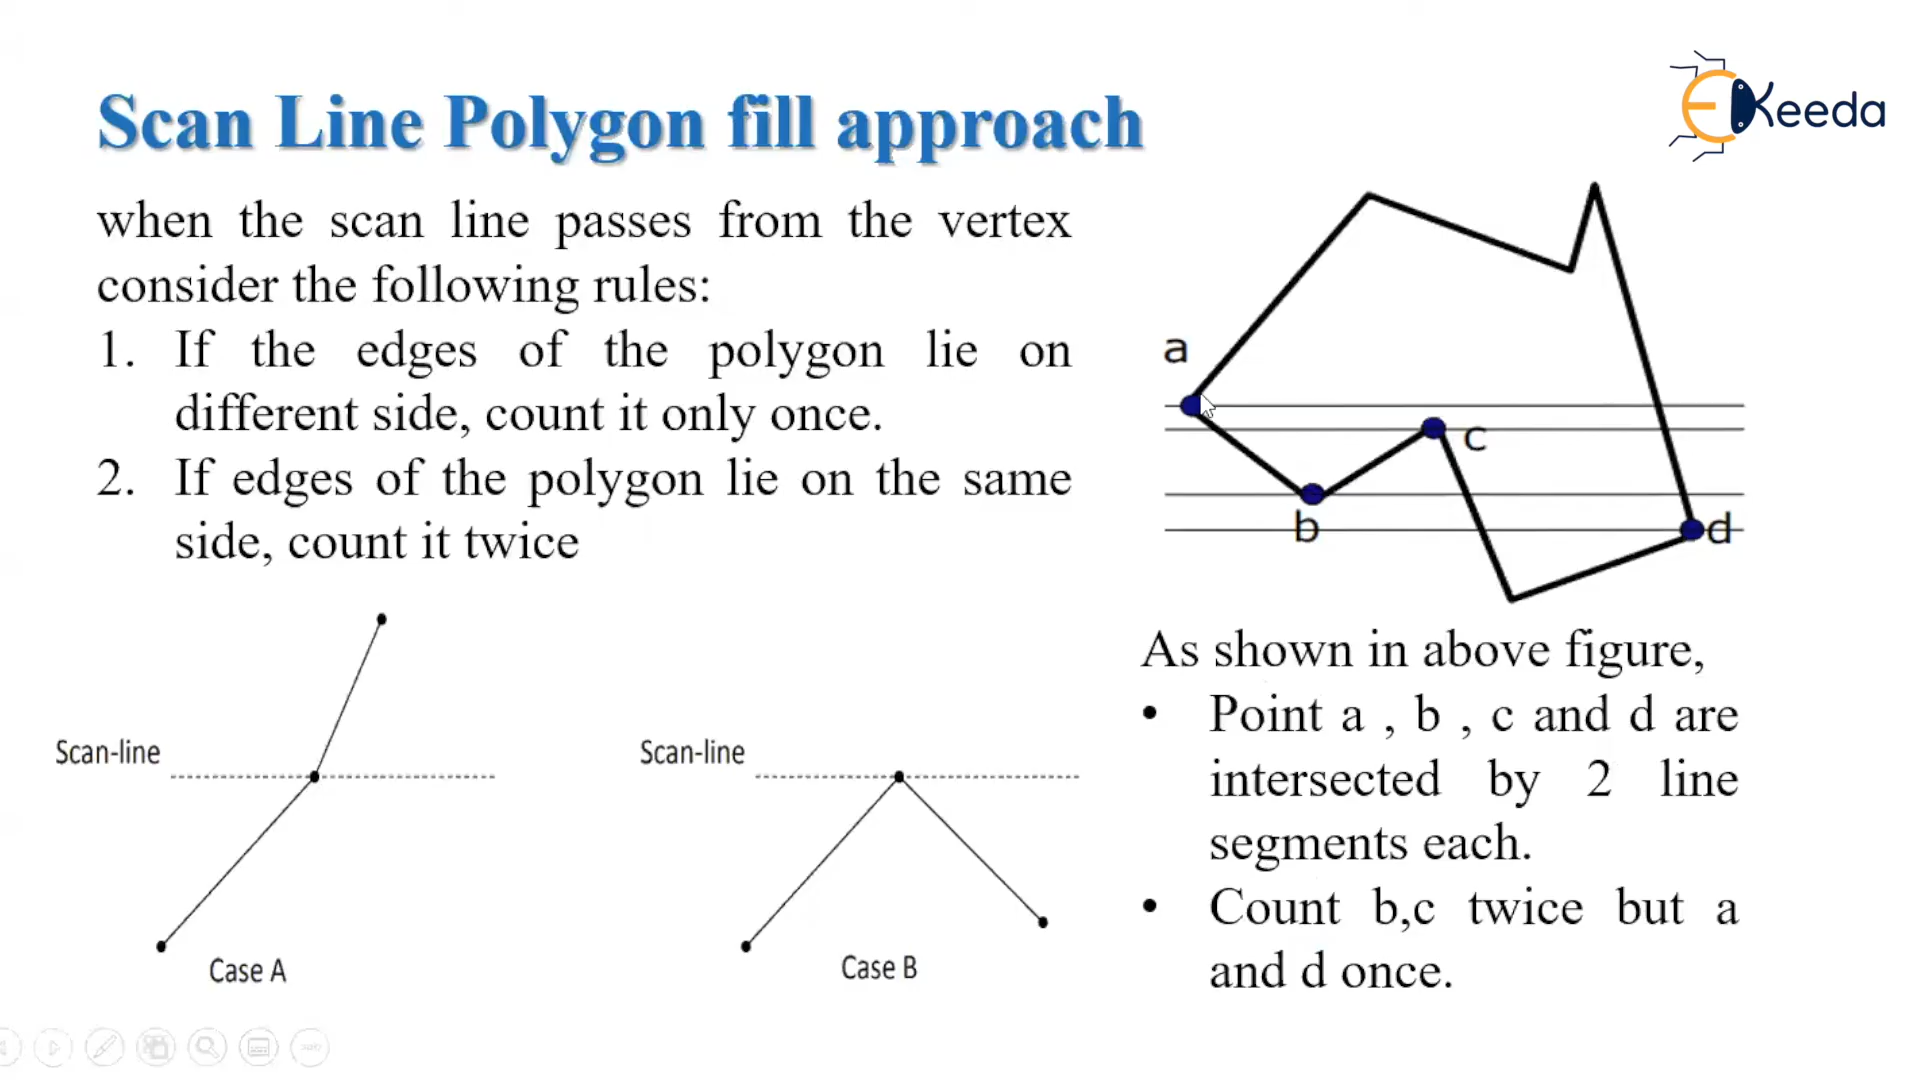 Scan Line Polygon fill approach
EKeeda
when the scan line passes from the vertex
consider the following rules:
1. If the edges of the polygon lie on
different side, count it only once.
2. If edges of the polygon lie on the same
side, count it twice
a
c
b
d
Scan-line
Case A
Scan-line
Case B
As shown in above figure,
• Point a , b , c and d are
intersected by 2 line
segments each.
• Count b,c twice but a
and d once.